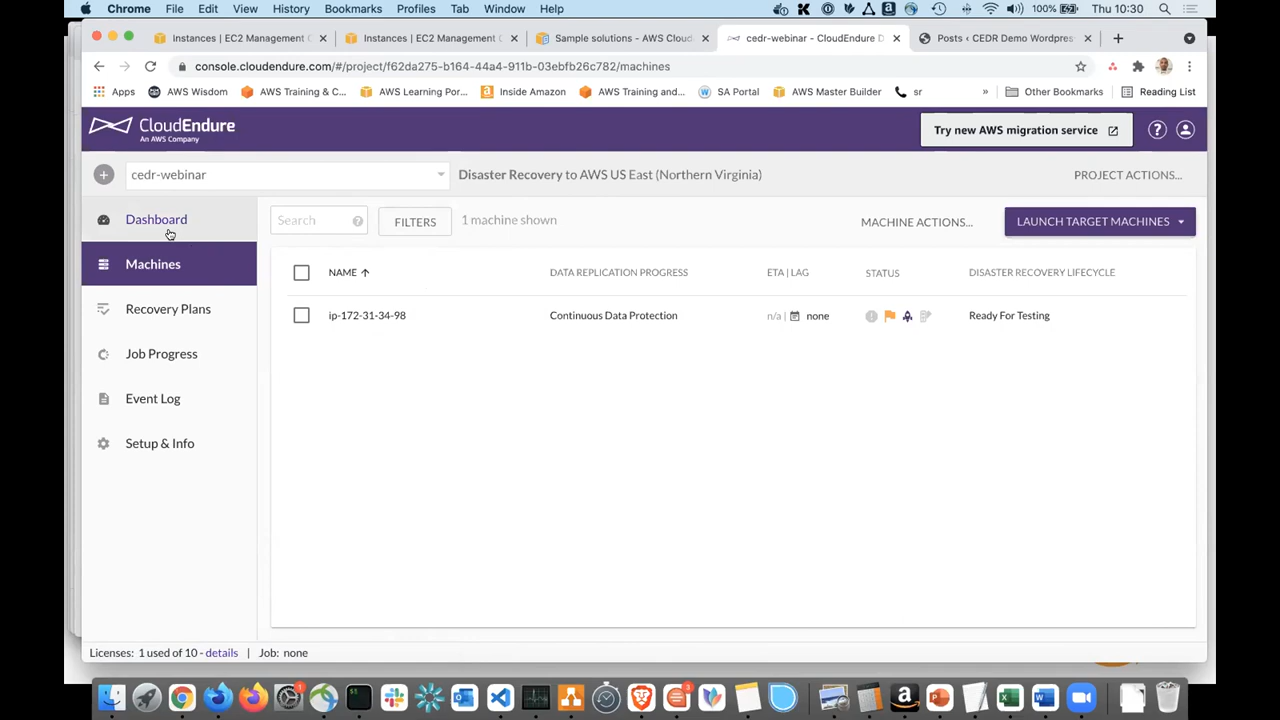 Chrome File Edit View History Bookmarks Profiles Tab Window Help 100% Thu 10:30
Instances | EC2 Management C Instances | EC2 Management C Sample solutions - AWS Cloud cedr-webinar - CloudEndure D Posts ‹ CEDR Demo Wordpress
console.cloudendure.com/#/project/f62da275-b164-44a4-911b-03ebfb26c782/machines
Apps AWS Wisdom AWS Training & C... AWS Learning Por... Inside Amazon AWS Training and... SA Portal AWS Master Builder sr » Other Bookmarks Reading List
CloudEndure
An AWS Company
Try new AWS migration service
cedr-webinar Disaster Recovery to AWS US East (Northern Virginia) PROJECT ACTIONS...
Dashboard
Machines
Recovery Plans
Job Progress
Event Log
Setup & Info
Search FILTERS 1 machine shown MACHINE ACTIONS... LAUNCH TARGET MACHINES
NAME DATA REPLICATION PROGRESS ETA | LAG STATUS DISASTER RECOVERY LIFECYCLE
ip-172-31-34-98 Continuous Data Protection n/a | none Ready For Testing
Licenses: 1 used of 10 - details | Job: none